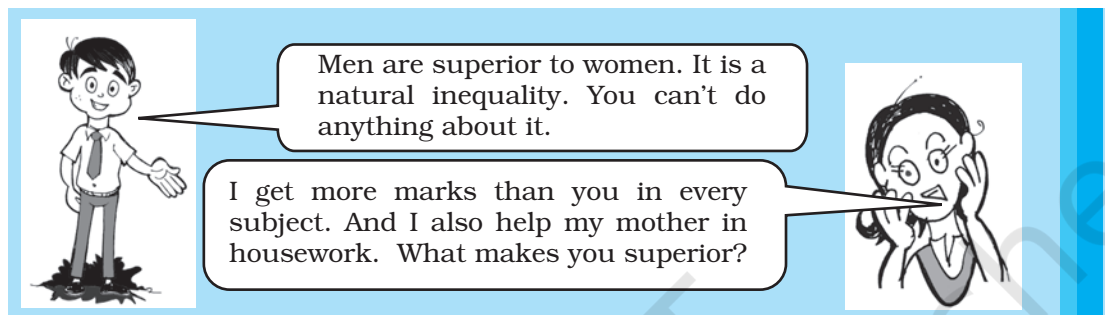 Men are superior to women. It is a
natural inequality. You can't do
anything about it.
I get more marks than you in every
subject. And I also help my mother in
housework. What makes you superior?